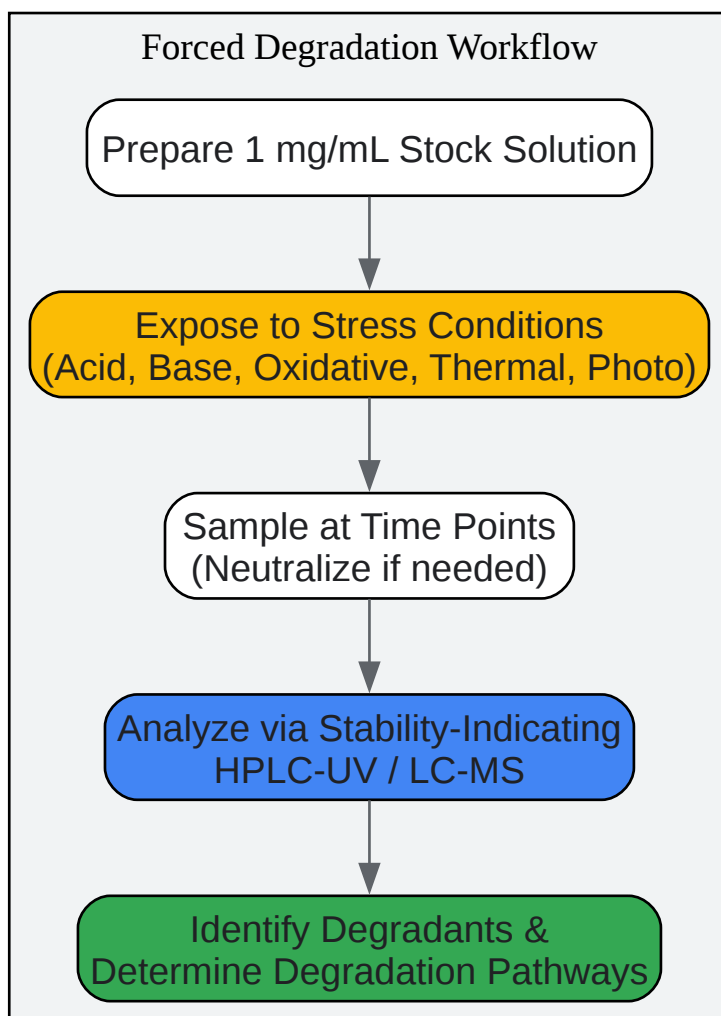 Forced Degradation Workflow
Prepare 1 mg/mL Stock Solution
Expose to Stress Conditions
(Acid, Base, Oxidative, Thermal, Photo)
Sample at Time Points
(Neutralize if needed)
Analyze via Stability-Indicating
HPLC-UV / LC-MS
Identify Degradants &
Determine Degradation Pathways